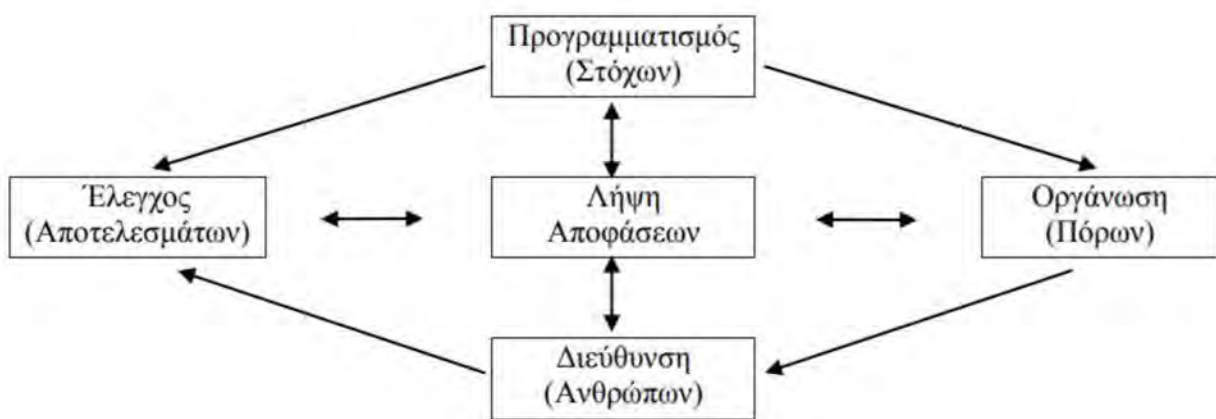 Προγραμματισμός
(Στόχων)
Έλεγχος
(Αποτελεσμάτων)
Λήψη
Αποφάσεων
Οργάνωση
(Πόρων)
Διεύθυνση
(Ανθρώπων)